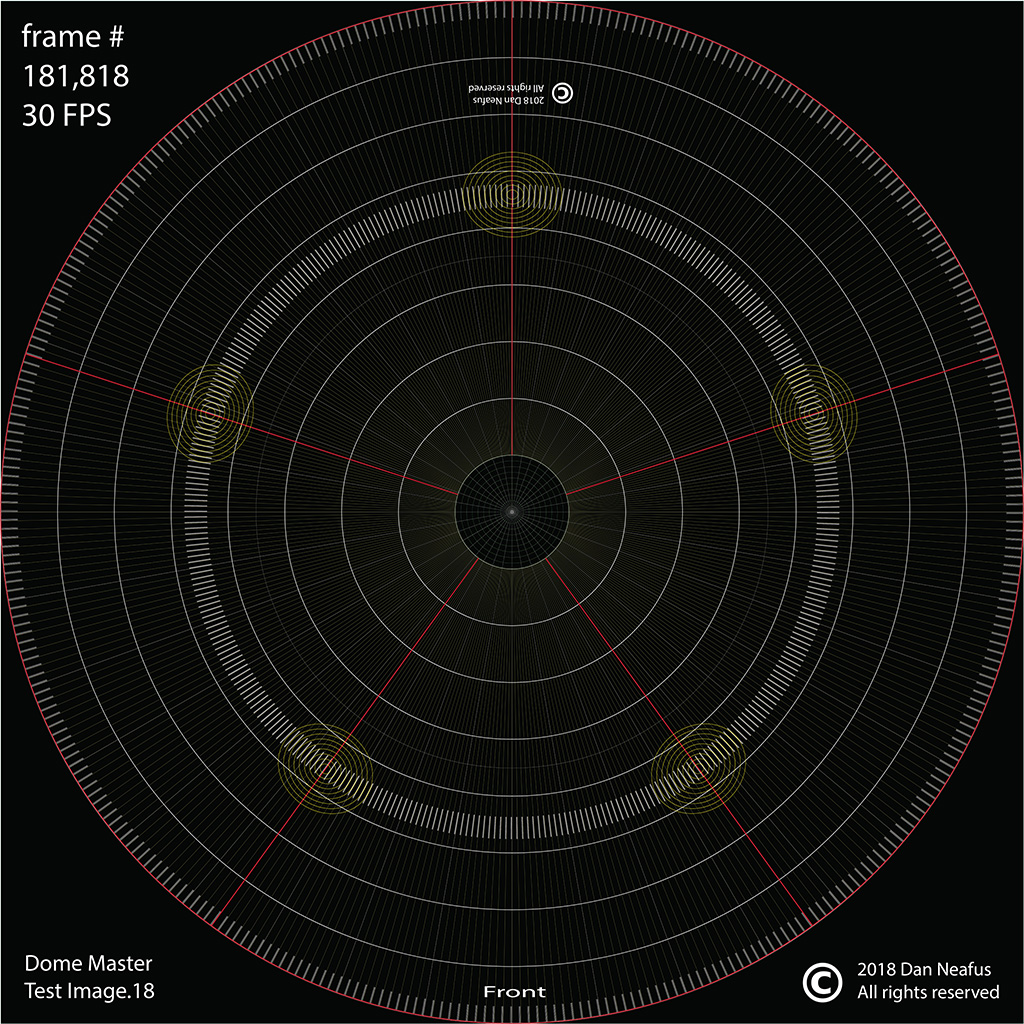 frame #
181,818
30 FPS
© 2018 Dan Neafus
All rights reserved
Dome Master
Test Image.18
Front
© 2018 Dan Neafus
All rights reserved